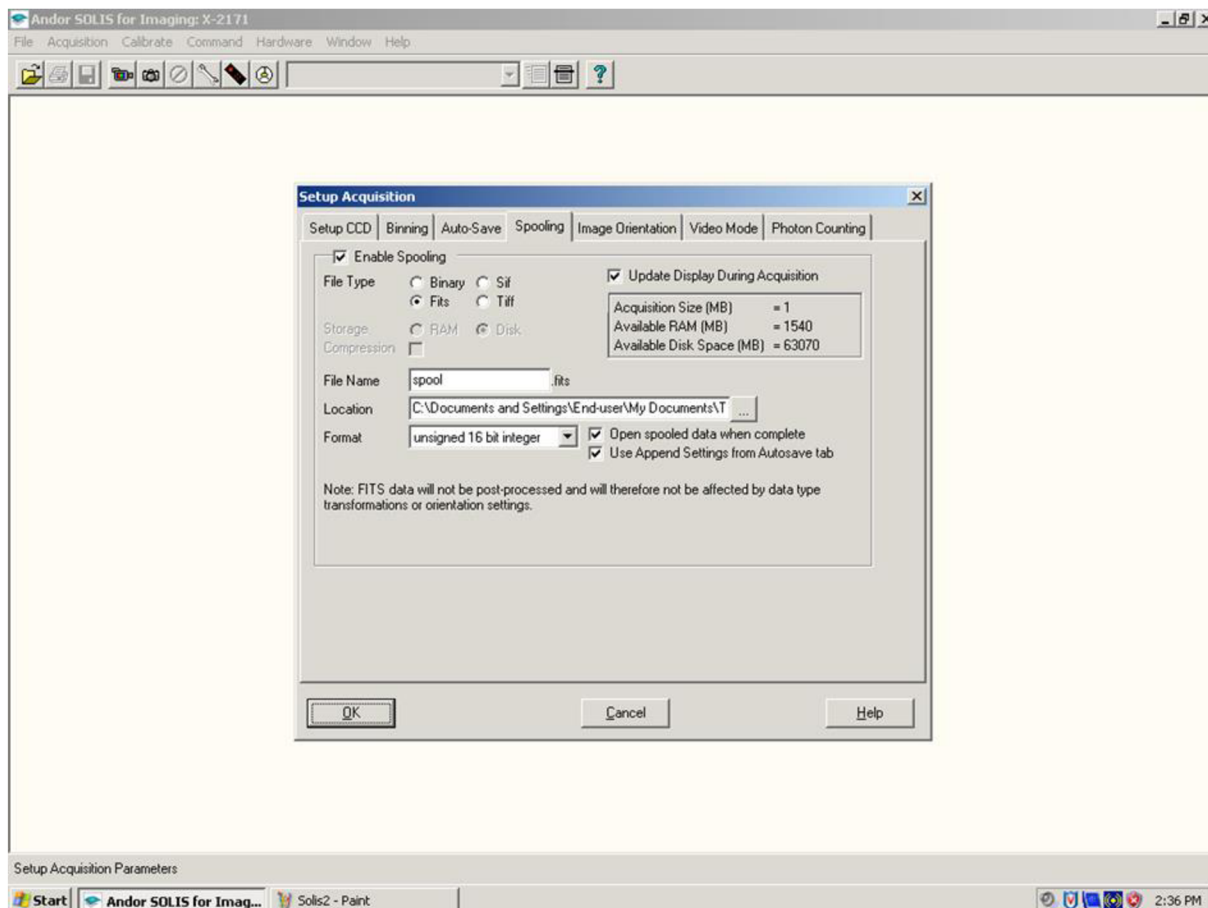 Andor SOLIS for Imaging: X-2171
File Acquisition Calibrate Command Hardware Window Help
Setup Acquisition
Setup CCD Binning Auto-Save Spooling Image Orientation Video Mode Photon Counting
Enable Spooling
File Type Binary Sif
Fits Tiff
Update Display During Acquisition
Acquisition Size (MB) = 1
Available RAM (MB) = 1540
Available Disk Space (MB) = 63070
Storage RAM Disk
Compression
File Name spool .fits
Location C:\Documents and Settings\End-user\My Documents\T ...
Format unsigned 16 bit integer
Open spooled data when complete
Use Append Settings from Autosave tab
Note: FITS data will not be post-processed and will therefore not be affected by data type
transformations or orientation settings.
OK Cancel Help
Setup Acquisition Parameters
Start Andor SOLIS for Imag... Solis2 - Paint 2:36 PM